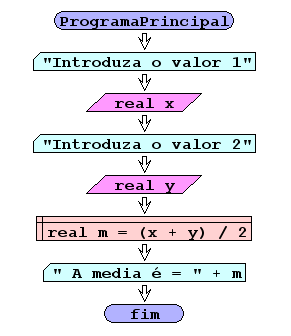 ProgramaPrincipal
"Introduza o valor 1"
real x
"Introduza o valor 2"
real y
real m = (x + y) / 2
" A media é = " + m
fim